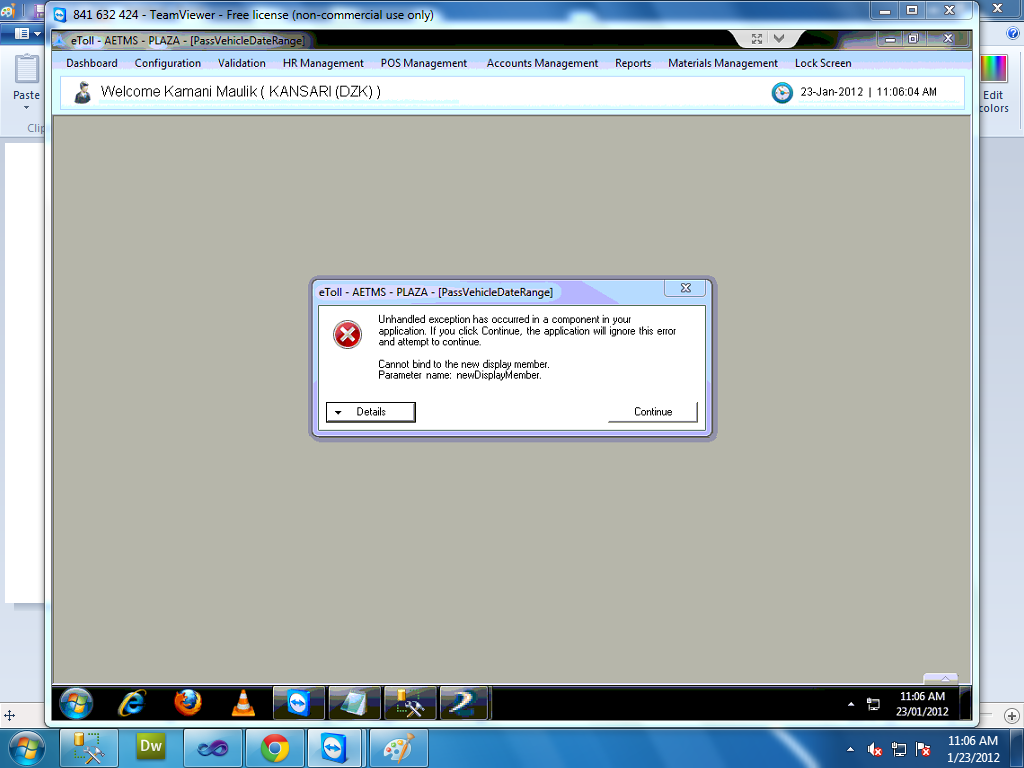 841 632 424 - TeamViewer - Free license (non-commercial use only)
eToll - AETMS - PLAZA - [PassVehicleDateRange]
Dashboard Configuration Validation HR Management POS Management Accounts Management Reports Materials Management Lock Screen
Welcome Kamani Maulik ( KANSARI (DZK) )
23-Jan-2012 | 11:06:04 AM
Paste
Clip
Edit
colors
eToll - AETMS - PLAZA - [PassVehicleDateRange]
Unhandled exception has occurred in a component in your
application. If you click Continue, the application will ignore this error
and attempt to continue.
Cannot bind to the new display member.
Parameter name: newDisplayMember.
Details
Continue
11:06 AM
23/01/2012
Dw
11:06 AM
1/23/2012